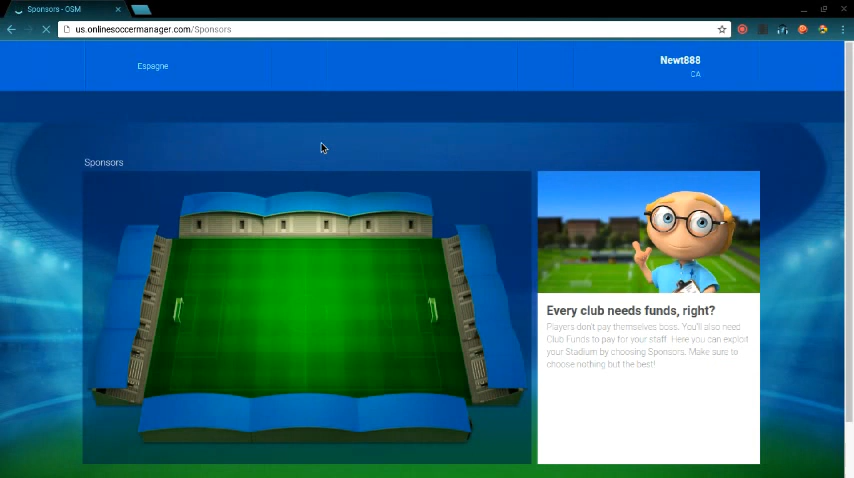 Sponsors - OSM
us.onlinesoccermanager.com/Sponsors
Espagne
Newt888
CA
Sponsors
Every club needs funds, right?
Players don't pay themselves boss. You'll also need
Club Funds to pay for your staff. Here you can exploit
your Stadium by choosing Sponsors. Make sure to
choose nothing but the best!